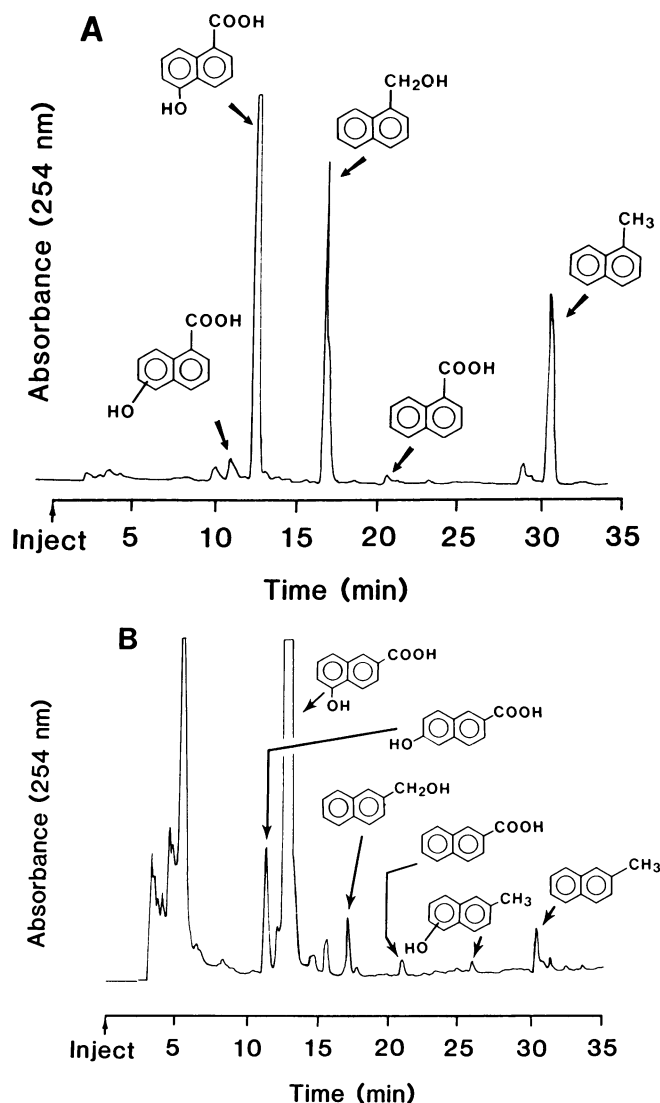 A
COOH
HO
CH2OH
CH3
COOH
HO
COOH
Absorbance (254 nm)
Inject 5 10 15 20 25 30 35
Time (min)
B
COOH
OH
COOH
HO
CH2OH
COOH
CH3
HO
CH3
Absorbance (254 nm)
Inject 5 10 15 20 25 30 35
Time (min)